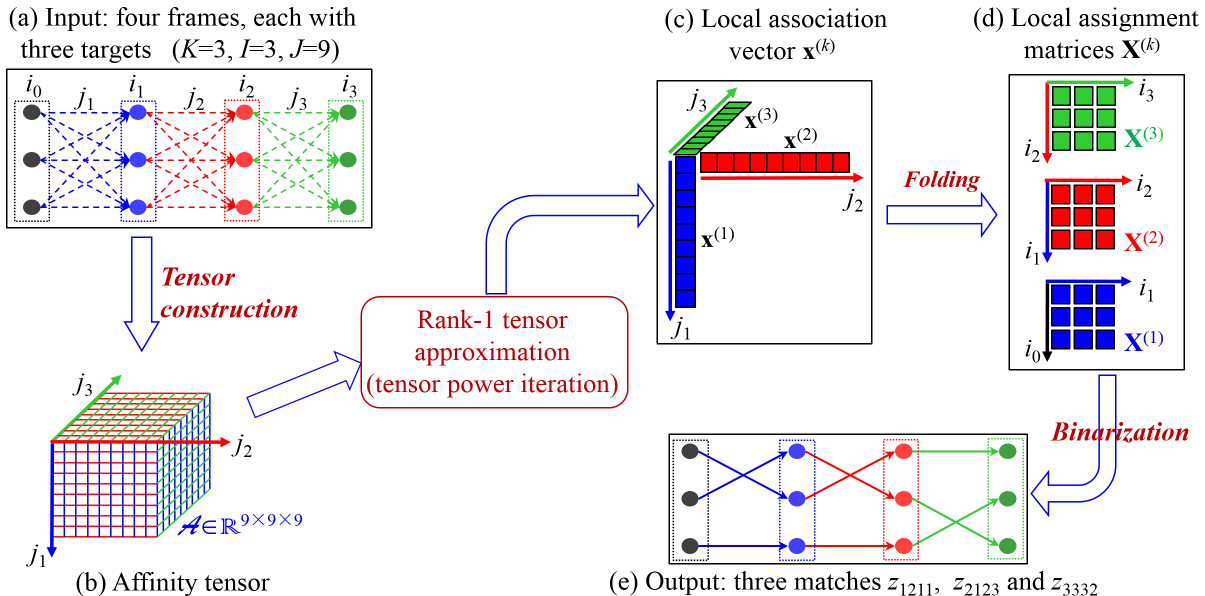 (a) Input: four frames, each with
three targets (K=3, I=3, J=9)
i₀ j₁ i₁ j₂ i₂ j₃ i₃
Tensor
construction
j₃
j₂
j₁
𝒜∈ℝ⁹ˣ⁹ˣ⁹
(b) Affinity tensor
Rank-1 tensor
approximation
(tensor power iteration)
(c) Local association
vector x⁽ᵏ⁾
j₃
x⁽³⁾
x⁽²⁾
j₂
x⁽¹⁾
j₁
Folding
(d) Local assignment
matrices X⁽ᵏ⁾
i₃
X⁽³⁾
i₂
i₂
X⁽²⁾
i₁
i₁
X⁽¹⁾
i₀
Binarization
(e) Output: three matches z₁₂₁₁, z₂₁₂₃ and z₃₃₃₂